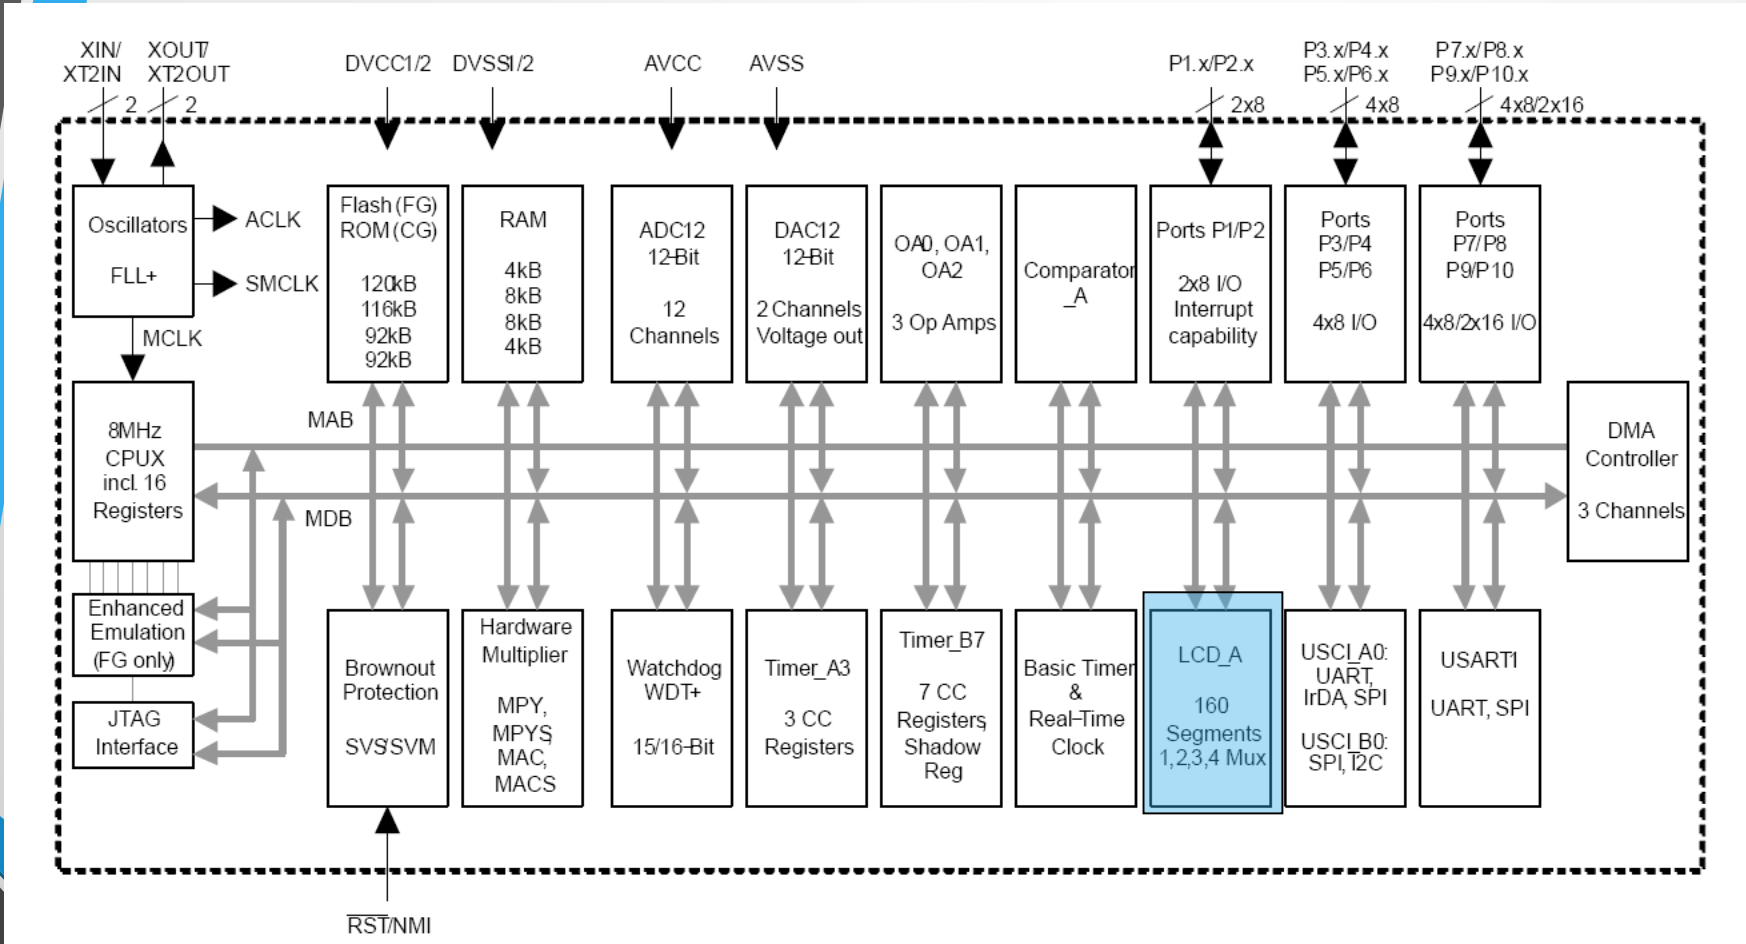 XIN/
XT2IN
XOUT/
XT2OUT
2
2
DVCC1/2
DVSS1/2
AVCC
AVSS
P1.x/P2.x
2x8
P3.x/P4.x
P5.x/P6.x
4x8
P7.x/P8.x
P9.x/P10.x
4x8/2x16
Oscillators
FLL+
ACLK
SMCLK
MCLK
Flash (FG)
ROM (CG)
120kB
116kB
92kB
92kB
RAM
4kB
8kB
8kB
4kB
ADC12
12-Bit
12
Channels
DAC12
12-Bit
2 Channels
Voltage out
OA0, OA1,
OA2
3 Op Amps
Comparator
_A
Ports P1/P2
2x8 I/O
Interrupt
capability
Ports
P3/P4
P5/P6
4x8 I/O
Ports
P7/P8
P9/P10
4x8/2x16 I/O
8MHz
CPUX
incl. 16
Registers
MAB
MDB
DMA
Controller
3 Channels
Enhanced
Emulation
(FG only)
JTAG
Interface
Brownout
Protection
SVS/SVM
Hardware
Multiplier
MPY,
MPYS,
MAC,
MACS
Watchdog
WDT+
15/16-Bit
Timer_A3
3 CC
Registers
Timer_B7
7 CC
Registers,
Shadow
Reg
Basic Timer
&
Real-Time
Clock
LCD_A
160
Segments
1,2,3,4 Mux
USCI_A0:
UART,
IrDA, SPI
USCI_B0:
SPI, I2C
USART1
UART, SPI
RST/NMI